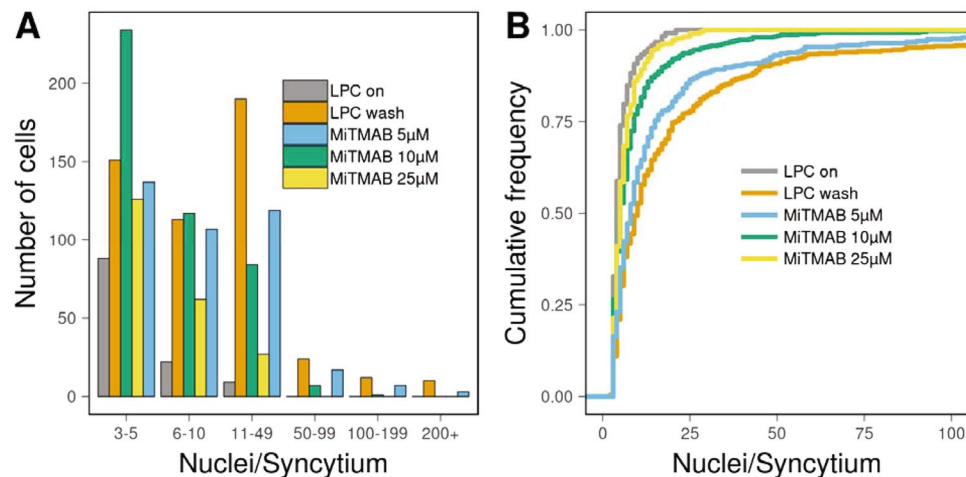 A
Number of cells
200
150
100
50
0
LPC on
LPC wash
MiTMAB 5µM
MiTMAB 10µM
MiTMAB 25µM
3-5 6-10 11-49 50-99 100-199 200+
Nuclei/Syncytium
B
Cumulative frequency
1.00
0.75
0.50
0.25
0.00
LPC on
LPC wash
MiTMAB 5µM
MiTMAB 10µM
MiTMAB 25µM
0 25 50 75 100
Nuclei/Syncytium